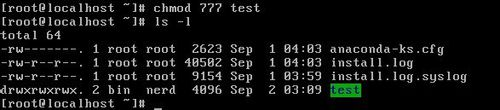 [root@localhost ~]# chmod 777 test
[root@localhost ~]# ls -l
total 64
-rw-------. 1 root root  2623 Sep  1 04:03 anaconda-ks.cfg
-rw-r--r--. 1 root root 40502 Sep  1 04:03 install.log
-rw-r--r--. 1 root root  9154 Sep  1 03:59 install.log.syslog
drwxrwxrwx. 2 bin  nerd  4096 Sep  2 03:09 test
[root@localhost ~]# _